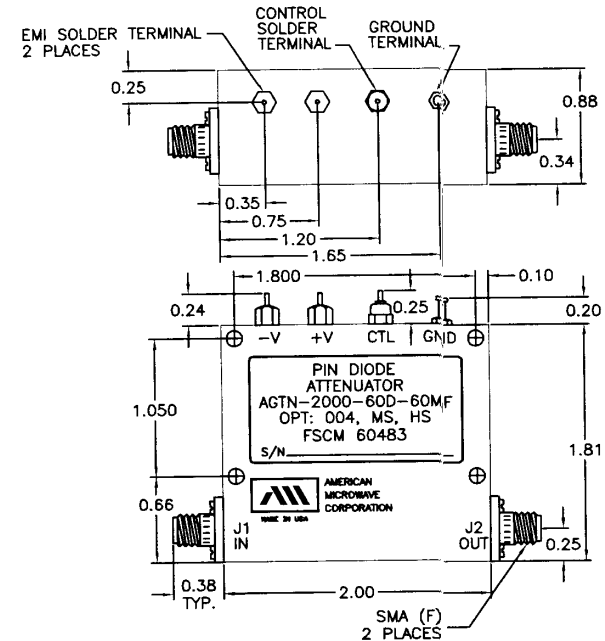 EMI SOLDER TERMINAL
2 PLACES
CONTROL
SOLDER
TERMINAL
GROUND
TERMINAL
0.25
0.88
0.34
0.35
0.75
1.20
1.65
1.800
0.10
0.24
0.25
0.20
-V
+V
CTL
GND
PIN DIODE
ATTENUATOR
AGTN-2000-60D-60MF
OPT: 004, MS, HS
FSCM 60483
S/N
1.050
1.81
0.66
AMERICAN
MICROWAVE
CORPORATION
MADE IN USA
J1
IN
J2
OUT
0.25
0.38
TYP.
2.00
SMA (F)
2 PLACES